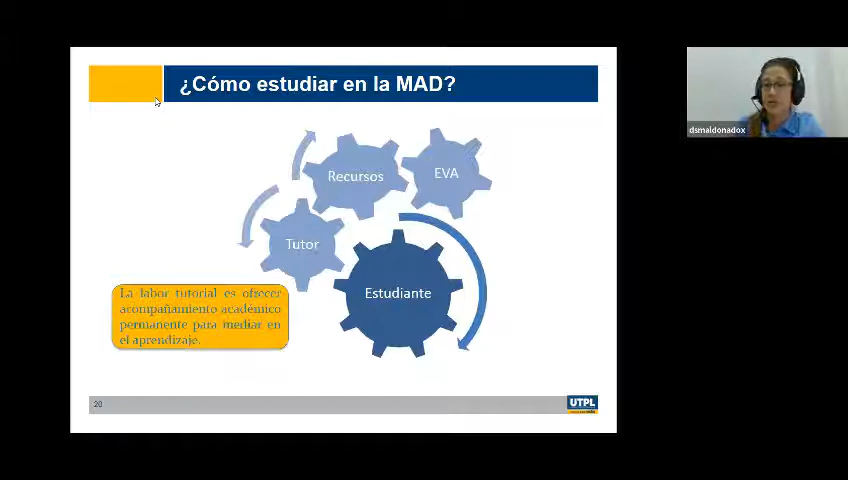 ¿Cómo estudiar en la MAD?
Recursos
EVA
Tutor
Estudiante
La labor tutorial es ofrecer
acompañamiento académico
permanente para mediar en
el aprendizaje.
20
UTPL
dsmaldonadox